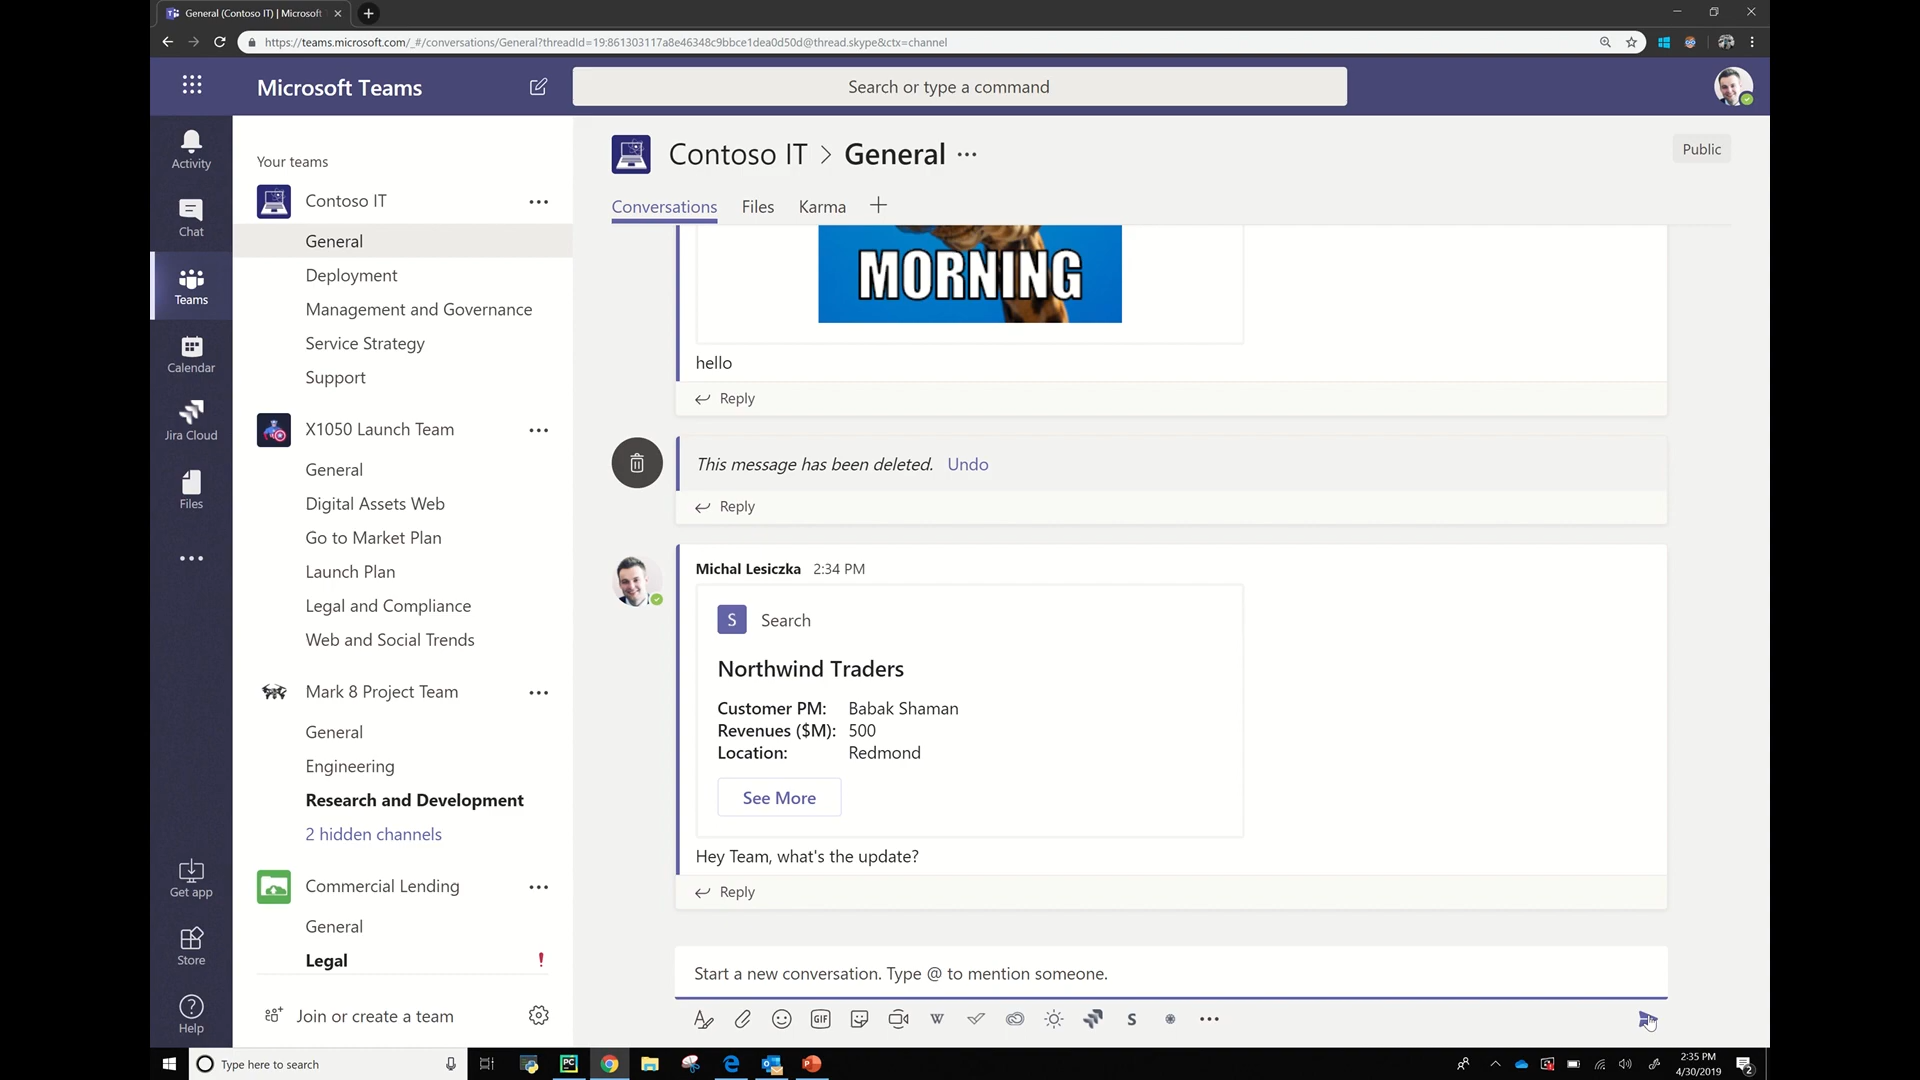 General (Contoso IT) | Microsoft
https://teams.microsoft.com/_#/conversations/General?threadId=19:861303117a8e46348c9bbce1dea0d50d@thread.skype&ctx=channel
Microsoft Teams
Search or type a command
Activity
Chat
Teams
Calendar
Jira Cloud
Files
Get app
Store
Help
Your teams
Contoso IT
General
Deployment
Management and Governance
Service Strategy
Support
X1050 Launch Team
General
Digital Assets Web
Go to Market Plan
Launch Plan
Legal and Compliance
Web and Social Trends
Mark 8 Project Team
General
Engineering
Research and Development
2 hidden channels
Commercial Lending
General
Legal !
Join or create a team
Contoso IT > General ...
Public
Conversations Files Karma +
MORNING
hello
Reply
This message has been deleted. Undo
Reply
Michal Lesiczka 2:34 PM
S Search
Northwind Traders
Customer PM: Babak Shaman
Revenues ($M): 500
Location: Redmond
See More
Hey Team, what's the update?
Reply
Start a new conversation. Type @ to mention someone.
GIF W S
Type here to search
PC
2:35 PM
4/30/2019
2